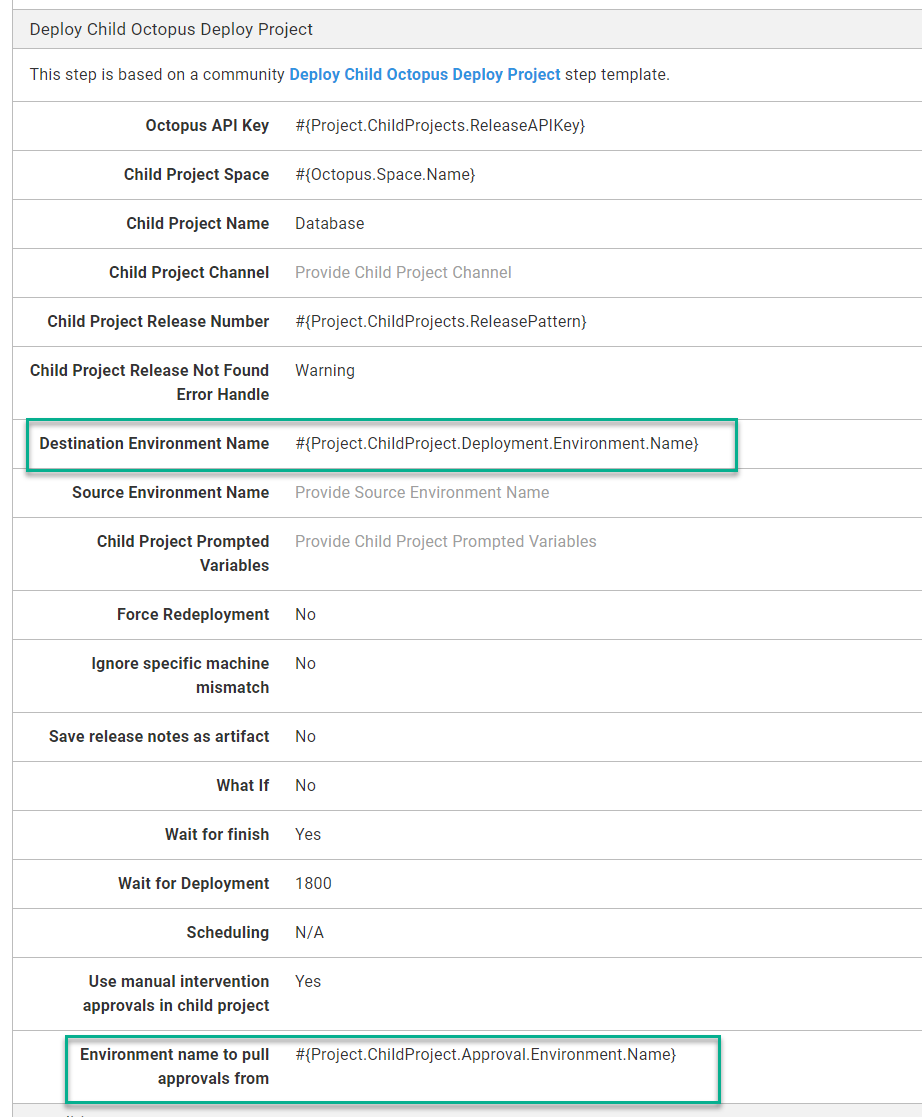 Deploy Child Octopus Deploy Project
This step is based on a community Deploy Child Octopus Deploy Project step template.
Octopus API Key #{Project.ChildProjects.ReleaseAPIKey}
Child Project Space #{Octopus.Space.Name}
Child Project Name Database
Child Project Channel Provide Child Project Channel
Child Project Release Number #{Project.ChildProjects.ReleasePattern}
Child Project Release Not Found Warning
Error Handle
Destination Environment Name #{Project.ChildProject.Deployment.Environment.Name}
Source Environment Name Provide Source Environment Name
Child Project Prompted Provide Child Project Prompted Variables
Variables
Force Redeployment No
Ignore specific machine No
mismatch
Save release notes as artifact No
What If No
Wait for finish Yes
Wait for Deployment 1800
Scheduling N/A
Use manual intervention Yes
approvals in child project
Environment name to pull #{Project.ChildProject.Approval.Environment.Name}
approvals from